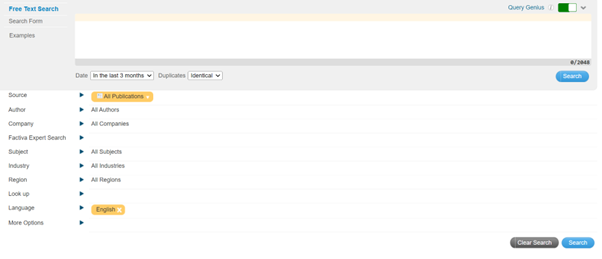 Free Text Search
Query Genius
Search Form
Examples
0/2048
Date In the last 3 months Duplicates Identical
Search
Source All Publications
Author All Authors
Company All Companies
Factiva Expert Search
Subject All Subjects
Industry All Industries
Region All Regions
Look up
Language English
More Options
Clear Search Search